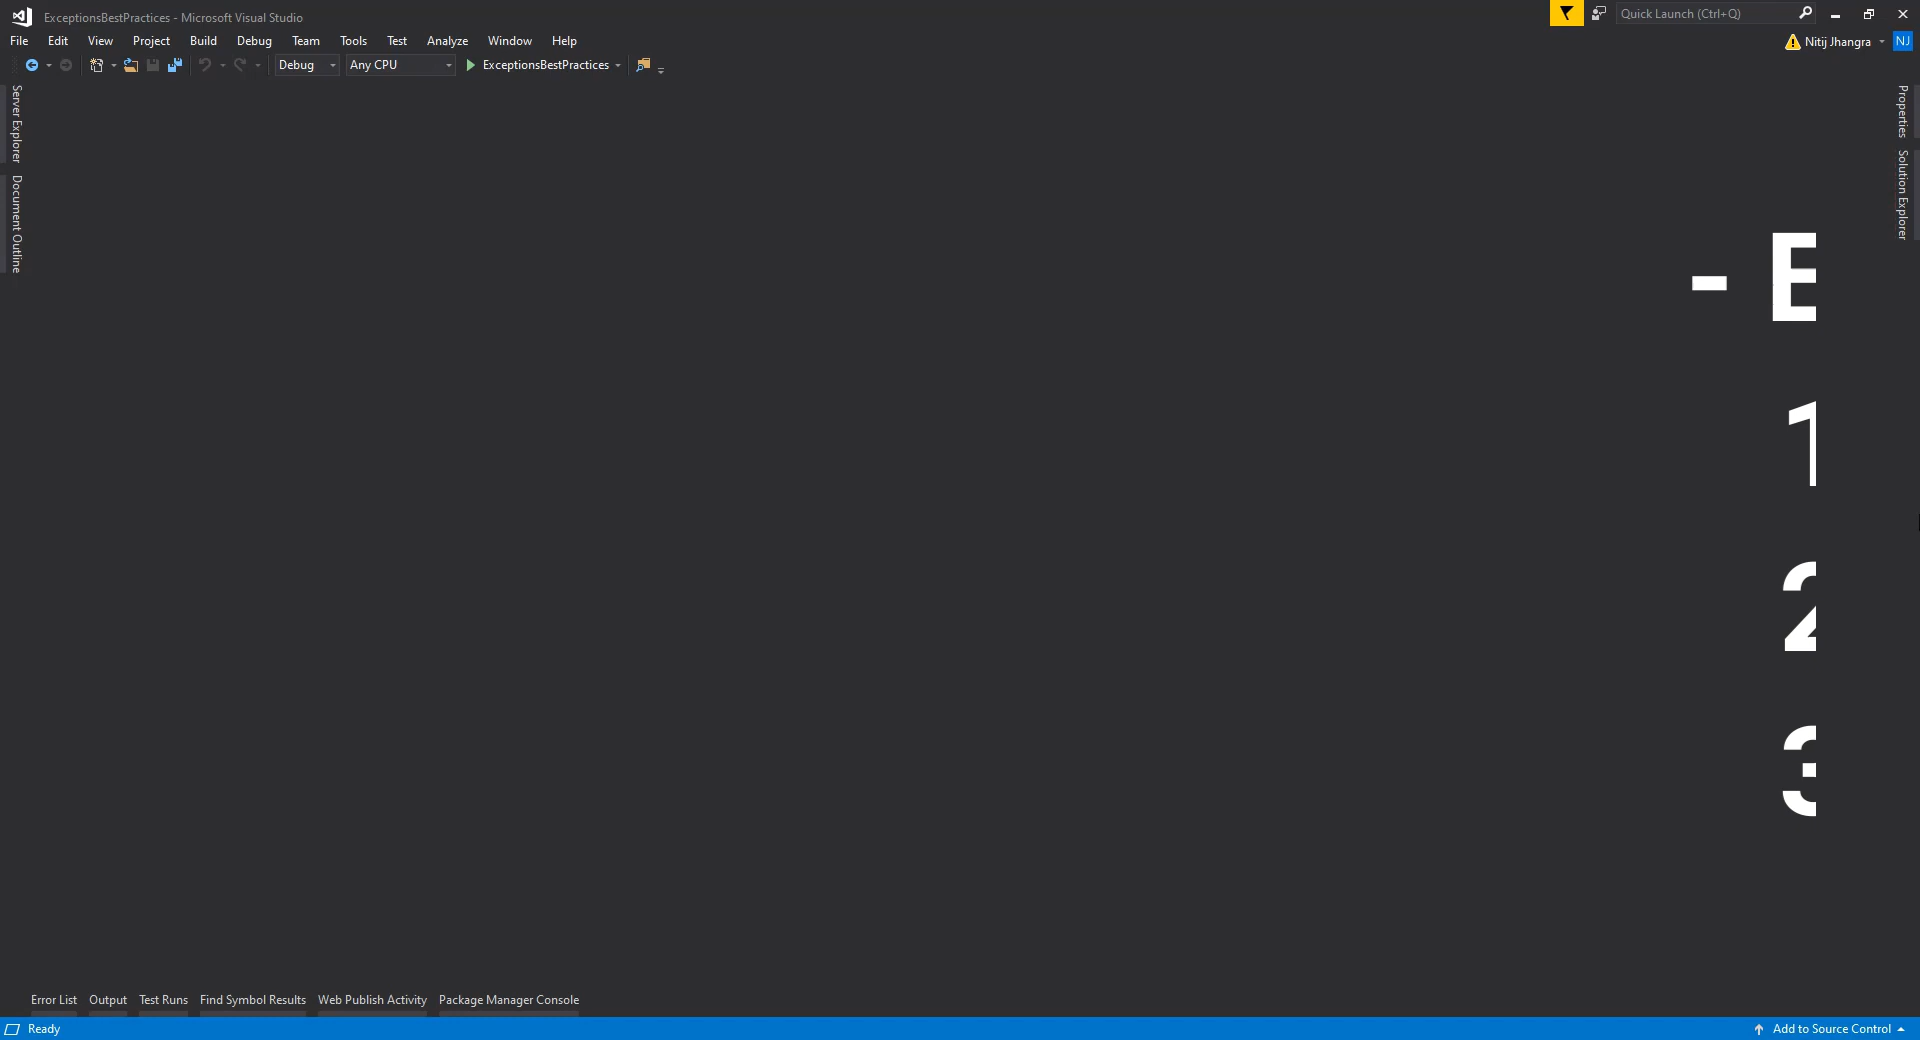 ExceptionsBestPractices - Microsoft Visual Studio
Quick Launch (Ctrl+Q)
File Edit View Project Build Debug Team Tools Test Analyze Window Help
Nitij Jhangra NJ
Debug Any CPU ExceptionsBestPractices
Server Explorer
Document Outline
Properties
Solution Explorer
- E
1
2
3
Error List Output Test Runs Find Symbol Results Web Publish Activity Package Manager Console
Ready
Add to Source Control